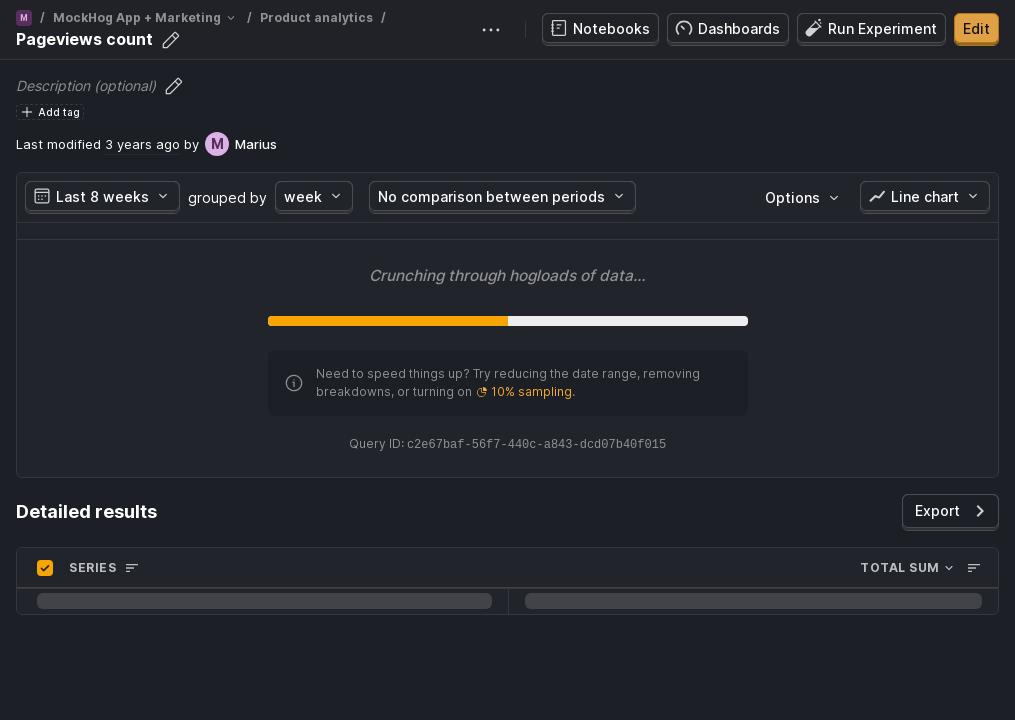 M / MockHog App + Marketing / Product analytics /
Pageviews count
Notebooks
Dashboards
Run Experiment
Edit
Description (optional)
Add tag
Last modified 3 years ago by M Marius
Last 8 weeks grouped by week No comparison between periods Options Line chart
Crunching through hogloads of data...
Need to speed things up? Try reducing the date range, removing
breakdowns, or turning on 10% sampling.
Query ID: c2e67baf-56f7-440c-a843-dcd07b40f015
Detailed results
Export
SERIES TOTAL SUM